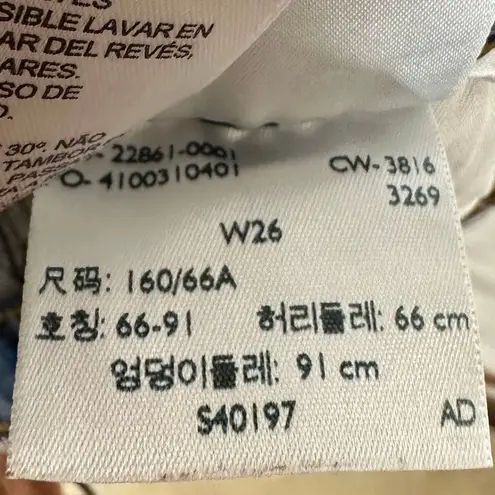 SIBLE LAVAR EN
AR DEL REVÉS,
ARES.
SO DE
30º. NÃO
TAMBOR
22861-0001
O- 4100310401
CW-3816
3269
W26
尺码: 160/66A
호칭: 66-91 허리둘레: 66 cm
엉덩이둘레: 91 cm
S40197 AD